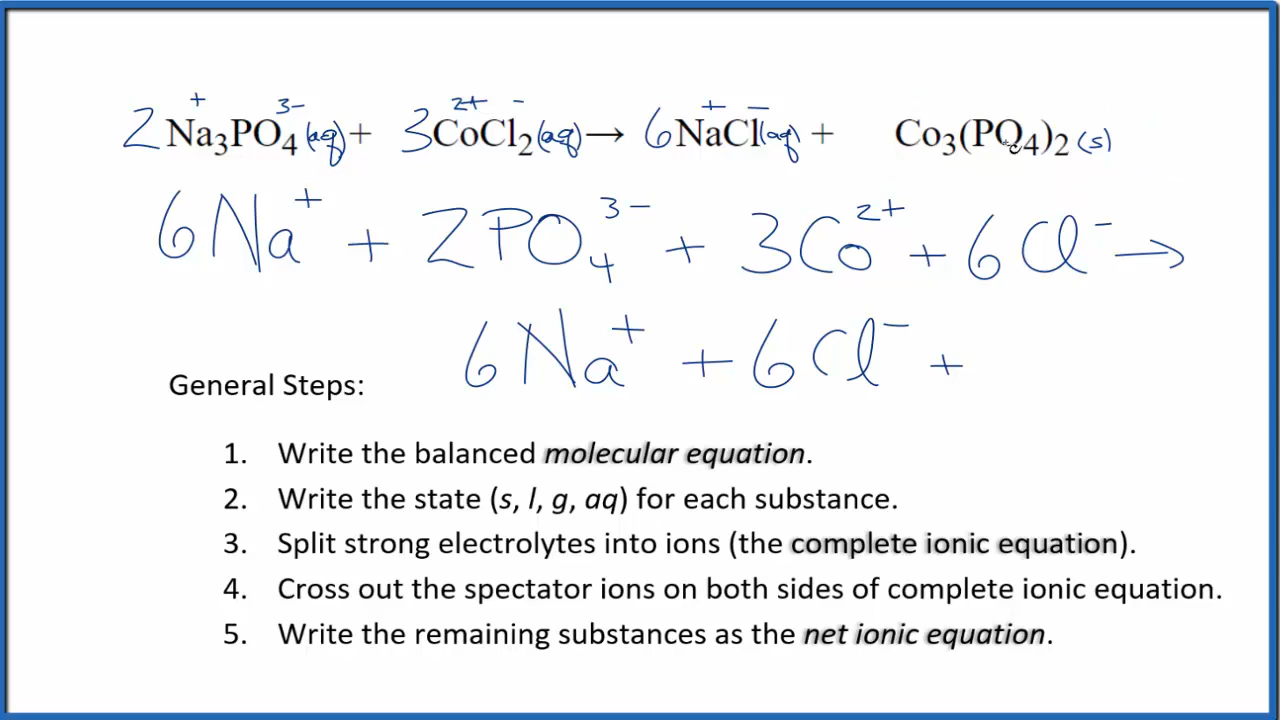 2Na₃PO₄(aq) + 3CoCl₂(aq) → 6NaCl(aq) + Co₃(PO₄)₂(s)
+ 3- 2+ - + -
6Na⁺ + 2PO₄³⁻ + 3Co²⁺ + 6Cl⁻ →
6Na⁺ + 6Cl⁻ +
General Steps:
1. Write the balanced molecular equation.
2. Write the state (s, l, g, aq) for each substance.
3. Split strong electrolytes into ions (the complete ionic equation).
4. Cross out the spectator ions on both sides of complete ionic equation.
5. Write the remaining substances as the net ionic equation.